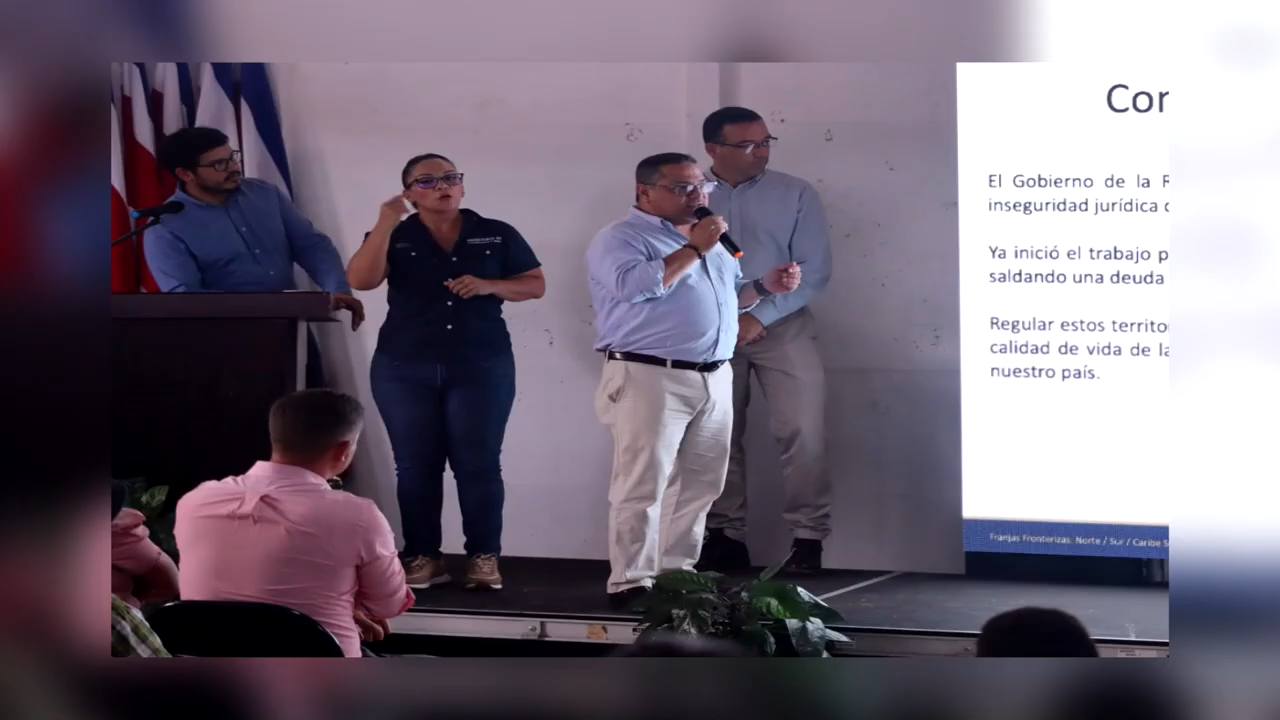 Cor
El Gobierno de la R
inseguridad jurídica
Ya inició el trabajo p
saldando una deuda
Regular estos territo
calidad de vida de la
nuestro país.
Franjas Fronterizas: Norte / Sur / Caribe S